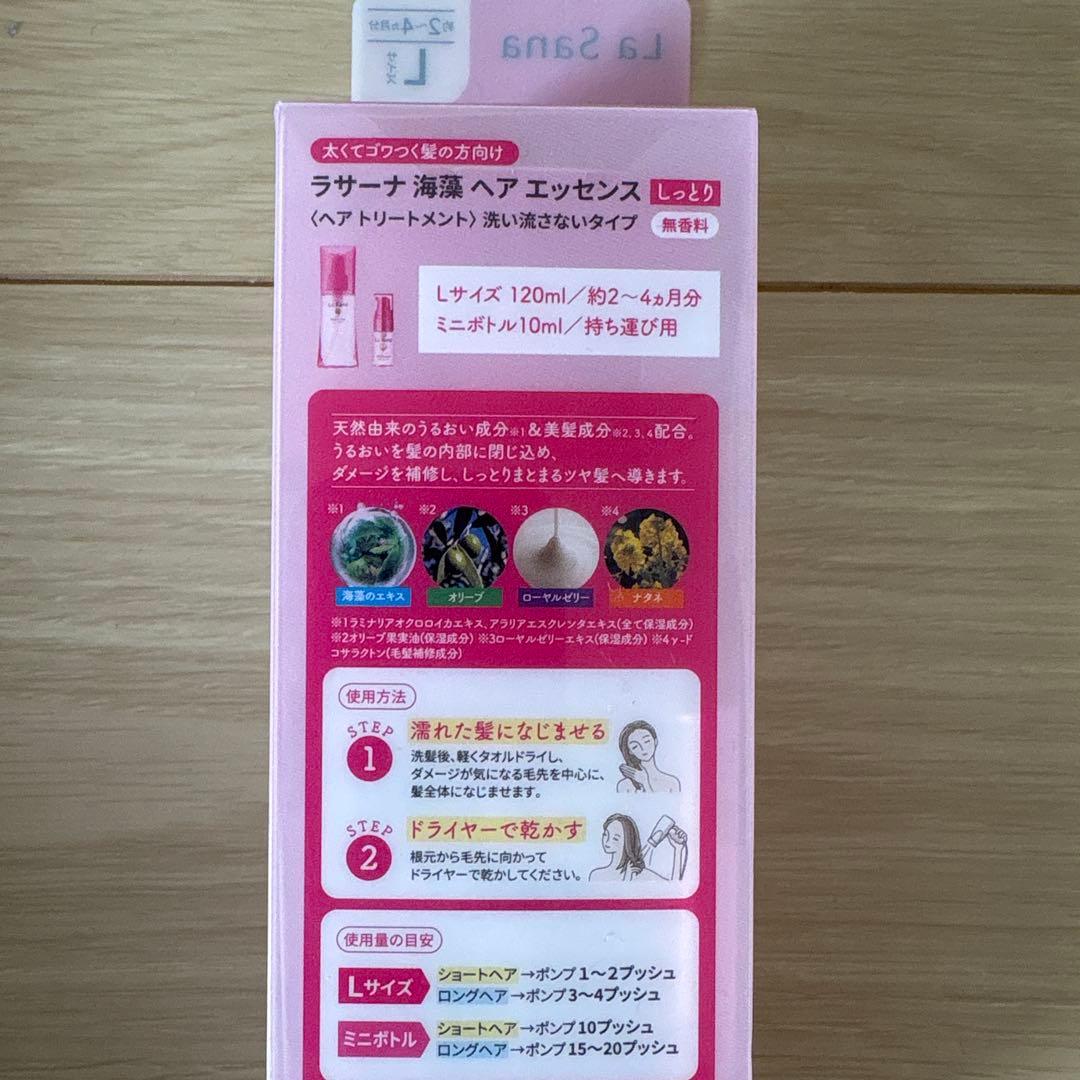 La Sana
約2〜4ヵ月分
L
サイズ
太くてゴワつく髪の方向け
ラサーナ 海藻 ヘア エッセンス しっとり
〈ヘア トリートメント〉洗い流さないタイプ 無香料
Lサイズ 120ml／約2〜4ヵ月分
ミニボトル10ml／持ち運び用
天然由来のうるおい成分※1&美髪成分※2,3,4配合。
うるおいを髪の内部に閉じ込め、
ダメージを補修し、しっとりまとまるツヤ髪へ導きます。
※1 ※2 ※3 ※4
海藻のエキス オリーブ ローヤルゼリー ナタネ
※1ラミナリアオクロロイカエキス、アラリアエスクレンタエキス(全て保湿成分)
※2オリーブ果実油(保湿成分) ※3ローヤルゼリーエキス(保湿成分) ※4γ-ド
コサラクトン(毛髪補修成分)
使用方法
STEP 1
濡れた髪になじませる
洗髪後、軽くタオルドライし、
ダメージが気になる毛先を中心に、
髪全体になじませます。
STEP 2
ドライヤーで乾かす
根元から毛先に向かって
ドライヤーで乾かしてください。
使用量の目安
Lサイズ
ショートヘア→ポンプ1〜2プッシュ
ロングヘア→ポンプ3〜4プッシュ
ミニボトル
ショートヘア→ポンプ10プッシュ
ロングヘア→ポンプ15〜20プッシュ